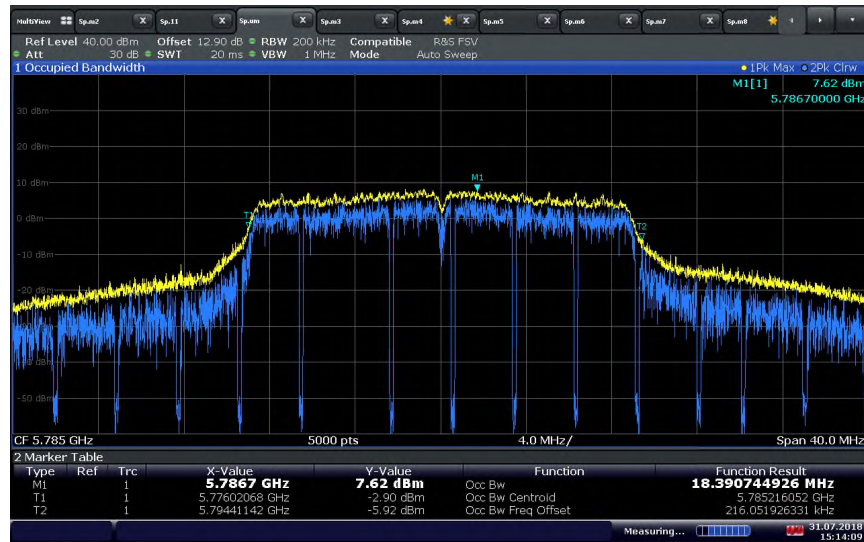 MultiView Sp.m2 X Sp.11 X Sp.um X Sp.m3 X Sp.m4 X Sp.m5 X Sp.m6 X Sp.m7 X Sp.m8
Ref Level 40.00 dBm Offset 12.90 dB RBW 200 kHz Compatible R&S FSV
Att 30 dB SWT 20 ms VBW 1 MHz Mode Auto Sweep
1 Occupied Bandwidth 1Pk Max 2Pk Clrw
M1[1] 7.62 dBm
5.78670000 GHz
30 dBm
20 dBm
10 dBm
M1
0 dBm
T1
T2
-10 dBm
-20 dBm
-50 dBm
CF 5.785 GHz 5000 pts 4.0 MHz/ Span 40.0 MHz
2 Marker Table
Type Ref Trc X-Value Y-Value Function Function Result
M1 1 5.7867 GHz 7.62 dBm Occ Bw 18.390744926 MHz
T1 1 5.77602068 GHz -2.90 dBm Occ Bw Centroid 5.785216052 GHz
T2 1 5.79441142 GHz -5.92 dBm Occ Bw Freq Offset 216.051926331 kHz
Measuring... 31.07.2018
15:14:09